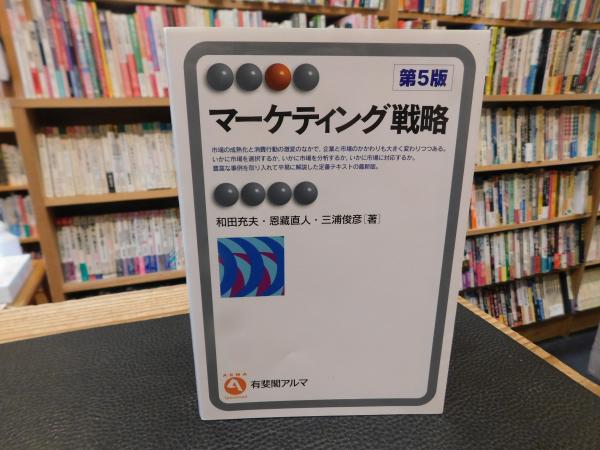 第5版
マーケティング戦略
市場の成熟化と消費行動の激変のなかで、企業と市場のかかわりも大きく変わりつつある。
いかに市場を選択するか、いかに市場を分析するか、いかに市場に対応するか。
豊富な事例を取り入れて平易に解説した定番テキストの最新版。
和田充夫・恩藏直人・三浦俊彦[著]
ALMA
有斐閣アルマ